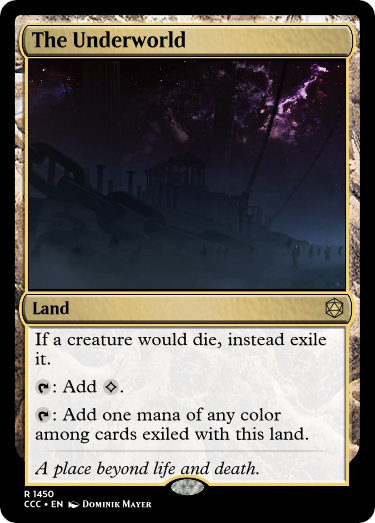 The Underworld
Land
If a creature would die, instead exile
it.
: Add .
: Add one mana of any color
among cards exiled with this land.
A place beyond life and death.
R 1450
CCC • EN Dominik Mayer